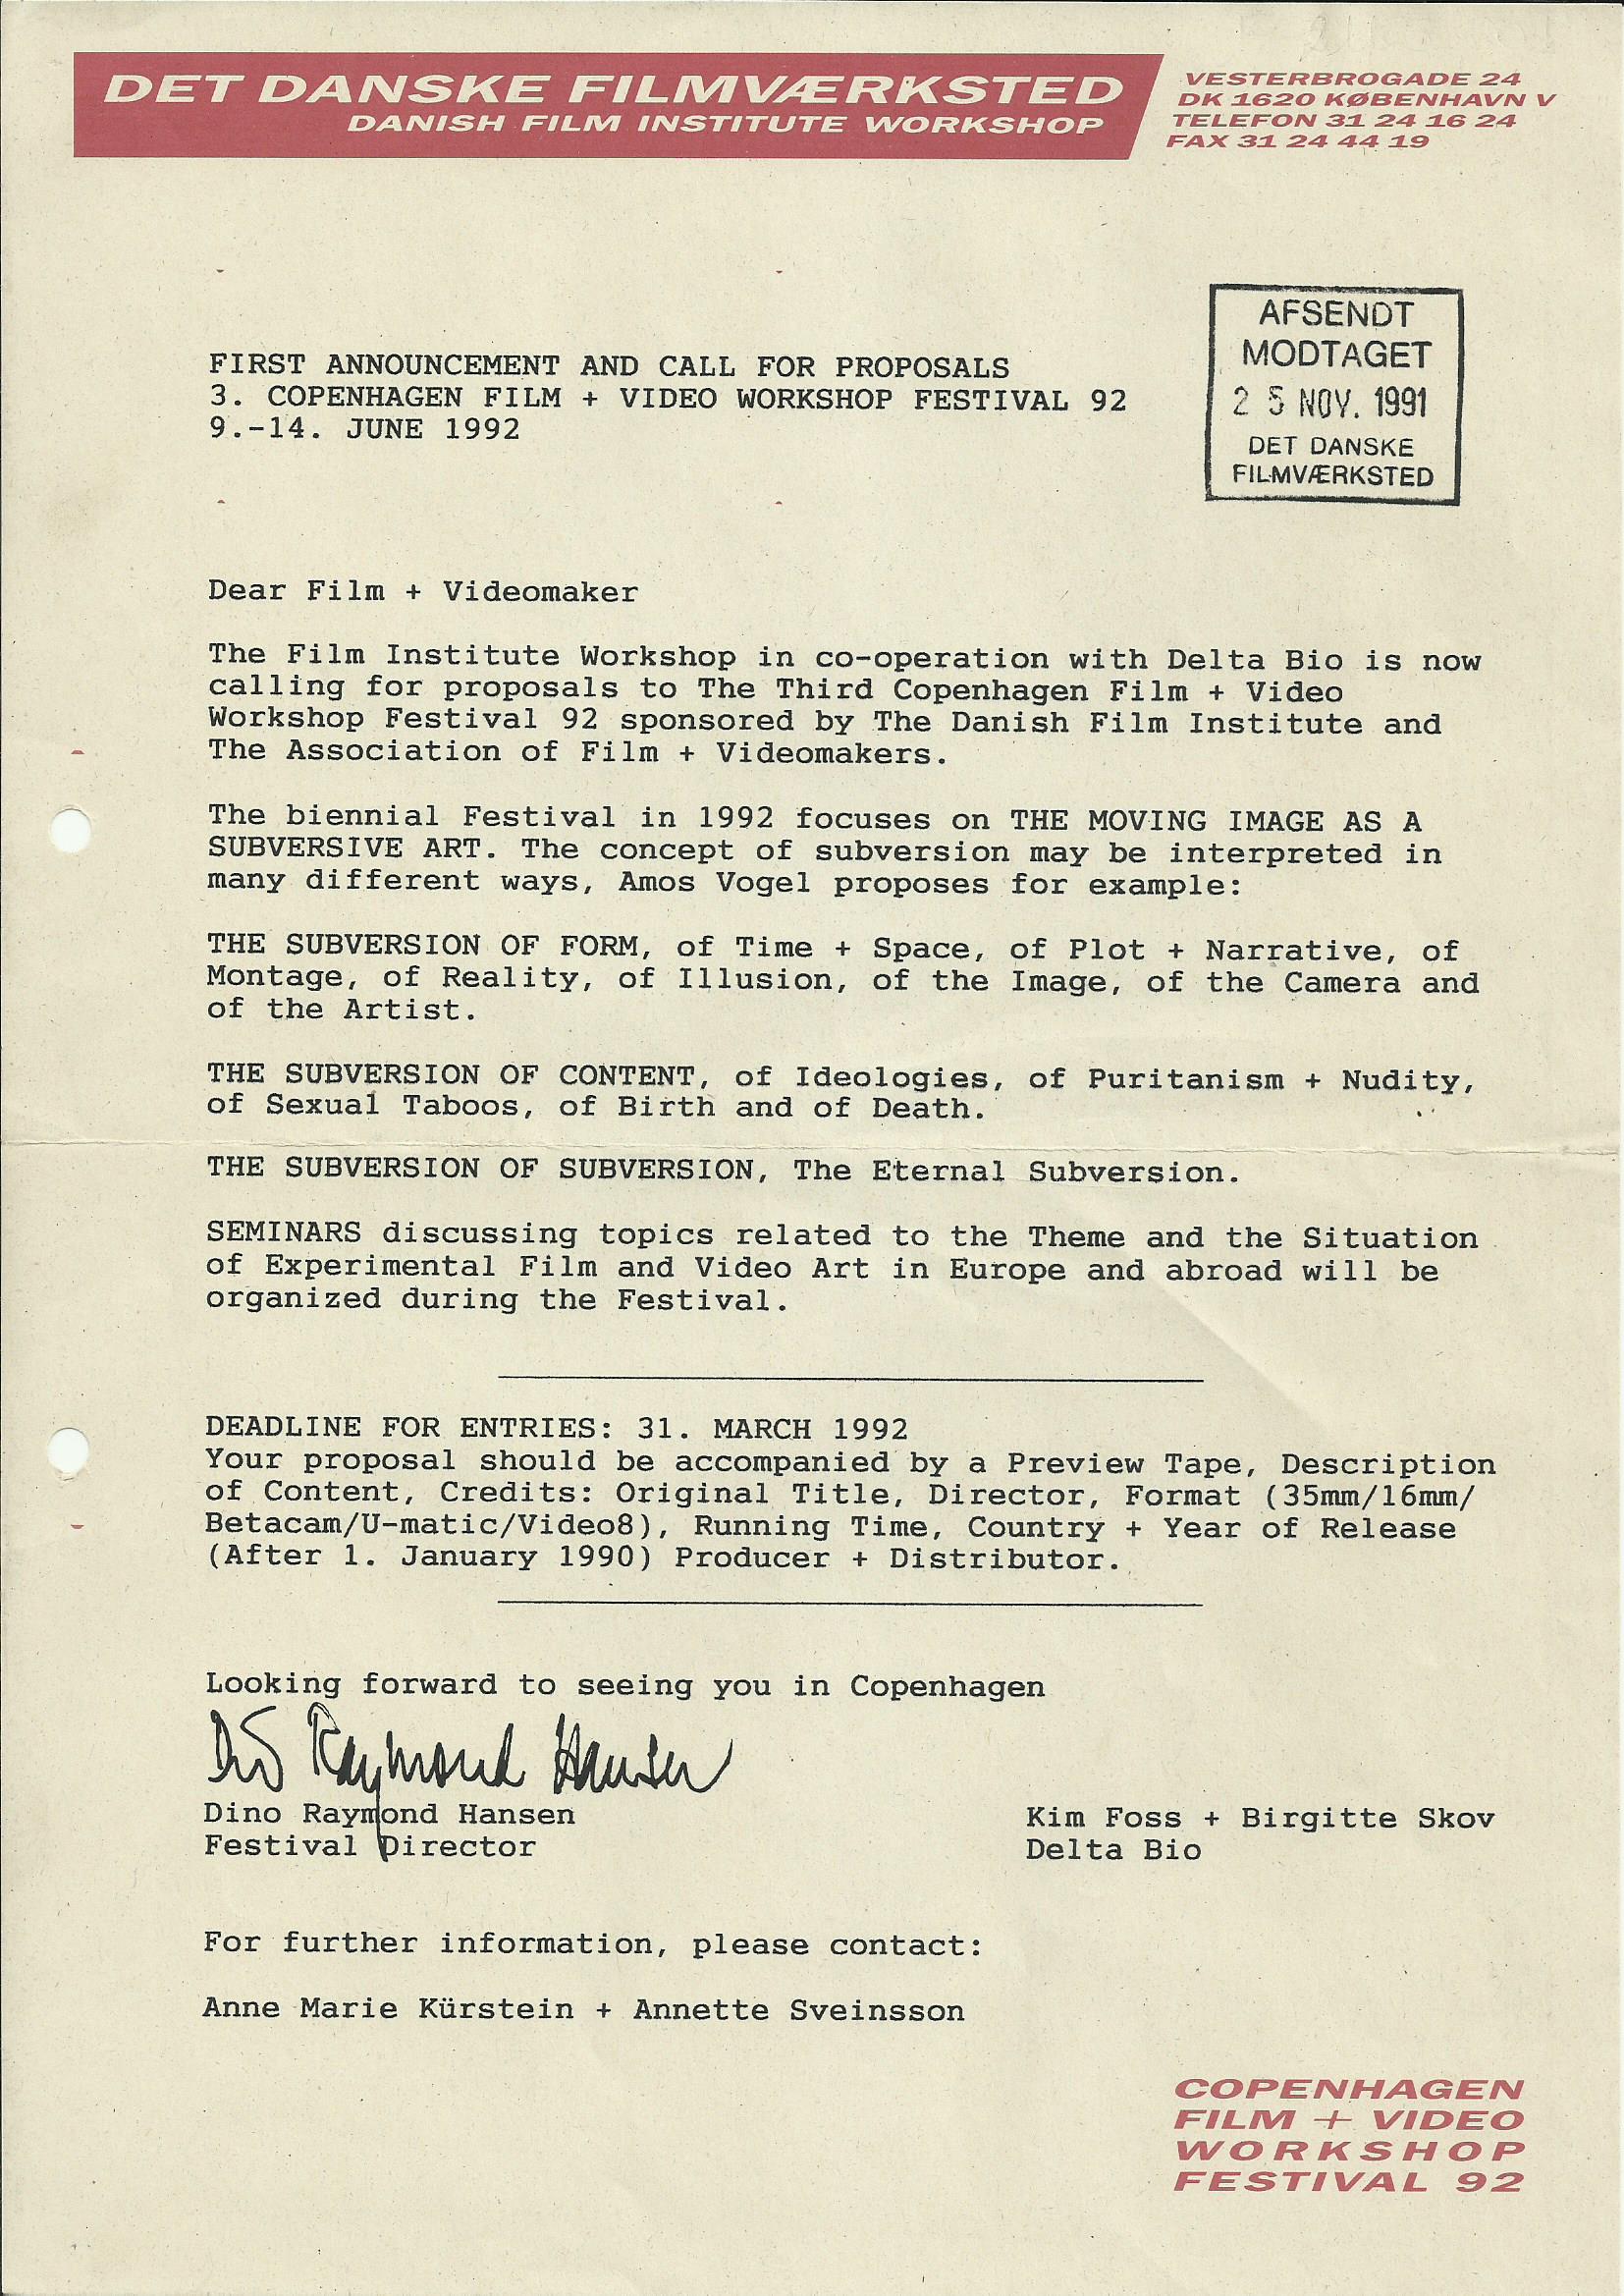 DET DANSKE FILMVÆRKSTED
DANISH FILM INSTITUTE WORKSHOP
VESTERBROGADE 24
DK 1620 KØBENHAVN V
TELEFON 31 24 16 24
FAX 31 24 44 19
AFSENDT
MODTAGET
25 NOV. 1991
DET DANSKE
FILMVÆRKSTED
FIRST ANNOUNCEMENT AND CALL FOR PROPOSALS
3. COPENHAGEN FILM + VIDEO WORKSHOP FESTIVAL 92
9.-14. JUNE 1992
Dear Film + Videomaker
The Film Institute Workshop in co-operation with Delta Bio is now
calling for proposals to The Third Copenhagen Film + Video
Workshop Festival 92 sponsored by The Danish Film Institute and
The Association of Film + Videomakers.
The biennial Festival in 1992 focuses on THE MOVING IMAGE AS A
SUBVERSIVE ART. The concept of subversion may be interpreted in
many different ways, Amos Vogel proposes for example:
THE SUBVERSION OF FORM, of Time + Space, of Plot + Narrative, of
Montage, of Reality, of Illusion, of the Image, of the Camera and
of the Artist.
THE SUBVERSION OF CONTENT, of Ideologies, of Puritanism + Nudity,
of Sexual Taboos, of Birth and of Death.
THE SUBVERSION OF SUBVERSION, The Eternal Subversion.
SEMINARS discussing topics related to the Theme and the Situation
of Experimental Film and Video Art in Europe and abroad will be
organized during the Festival.
DEADLINE FOR ENTRIES: 31. MARCH 1992
Your proposal should be accompanied by a Preview Tape, Description
of Content, Credits: Original Title, Director, Format (35mm/16mm/
Betacam/U-matic/Video8), Running Time, Country + Year of Release
(After 1. January 1990) Producer + Distributor.
Looking forward to seeing you in Copenhagen
Dino Raymond Hansen
Dino Raymond Hansen
Festival Director
Kim Foss + Birgitte Skov
Delta Bio
For further information, please contact:
Anne Marie Kürstein + Annette Sveinsson
COPENHAGEN
FILM + VIDEO
WORKSHOP
FESTIVAL 92